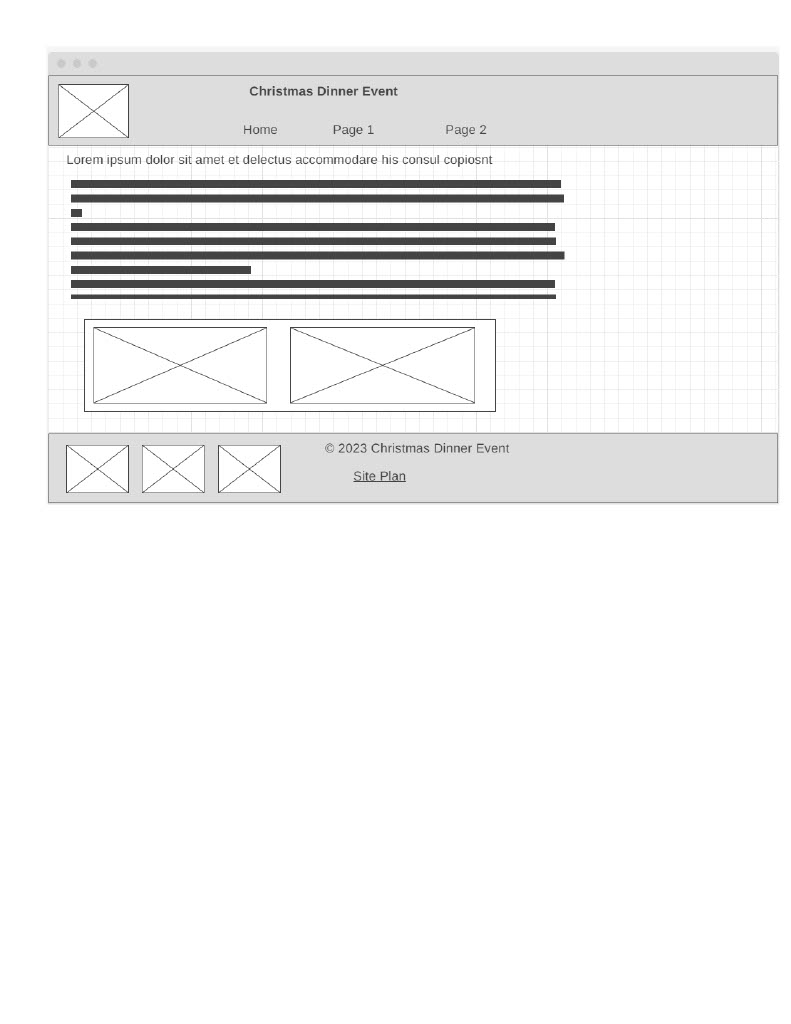 Christmas Dinner Event
Home Page 1 Page 2
Lorem ipsum dolor sit amet et delectus accommodare his consul copiosnt
© 2023 Christmas Dinner Event
Site Plan